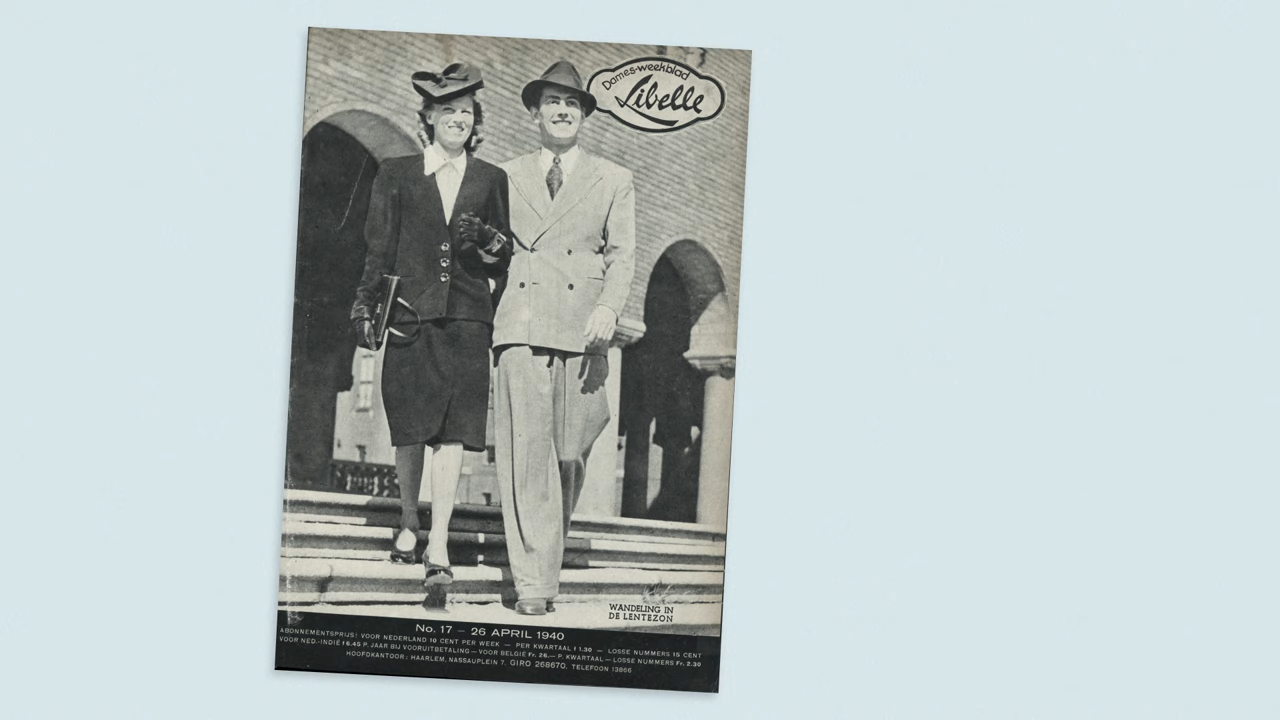 Dames-weekblad
Libelle
WANDELING IN
DE LENTEZON
No. 17 – 26 APRIL 1940
ABONNEMENTSPRIJS: VOOR NEDERLAND 10 CENT PER WEEK — PER KWARTAAL f 1.30 — LOSSE NUMMERS 15 CENT
VOOR NED.-INDIË f 6.45 P. JAAR BIJ VOORUITBETALING — VOOR BELGIË Fr. 26.— P. KWARTAAL — LOSSE NUMMERS Fr. 2.30
HOOFDKANTOOR: HAARLEM, NASSAUPLEIN 7, GIRO 268670, TELEFOON 13866